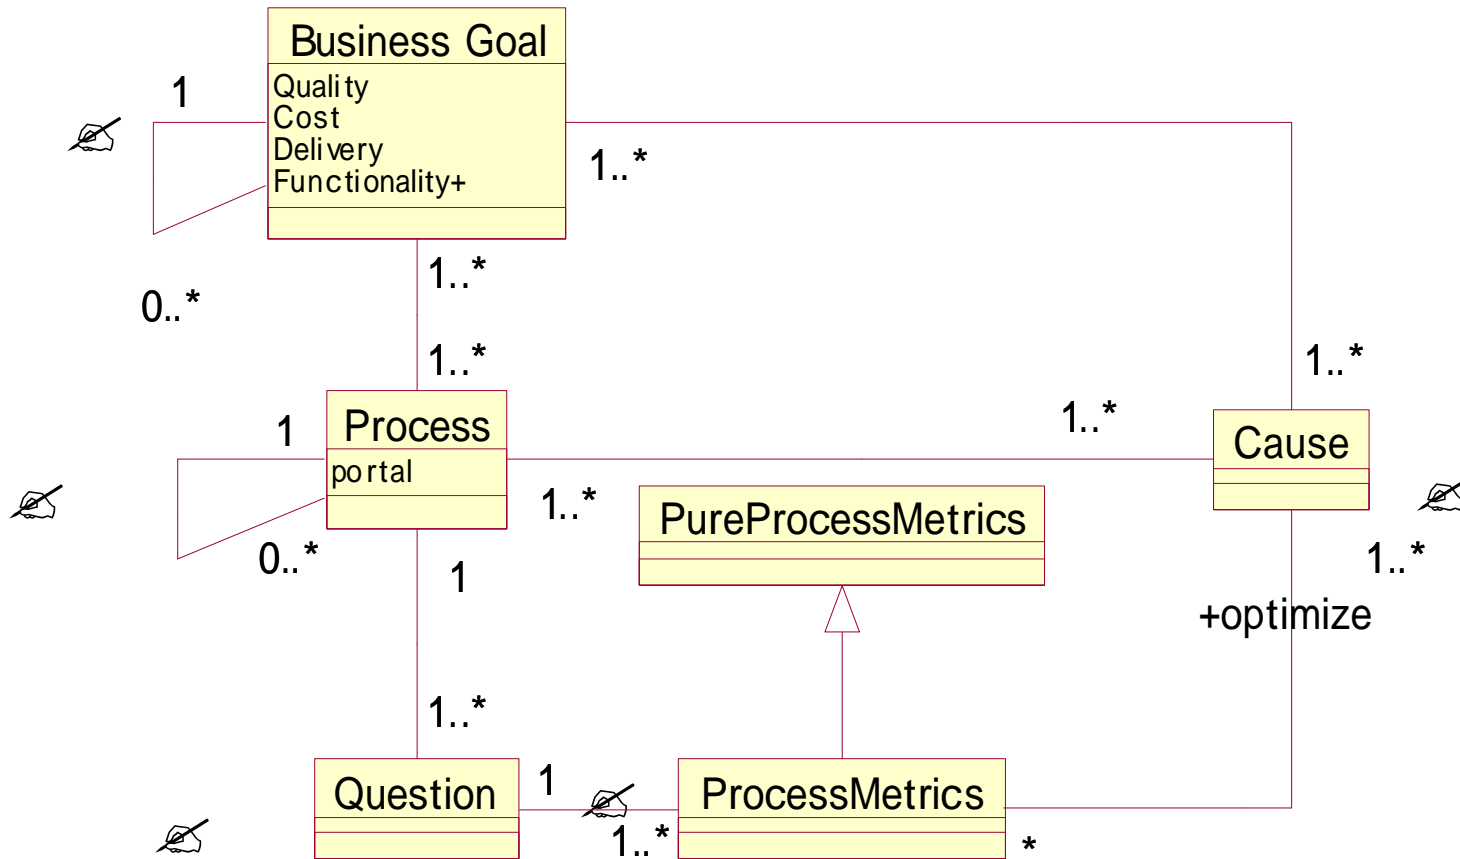 Business Goal
1
Quality
Cost
Delivery
Functionality+
1..*
1..*
0..*
1..*
1..*
Process
1
1..*
Cause
portal
1..*
PureProcessMetrics
0..*
1
1..*
+optimize
1..*
Question
1
ProcessMetrics
1..*
*